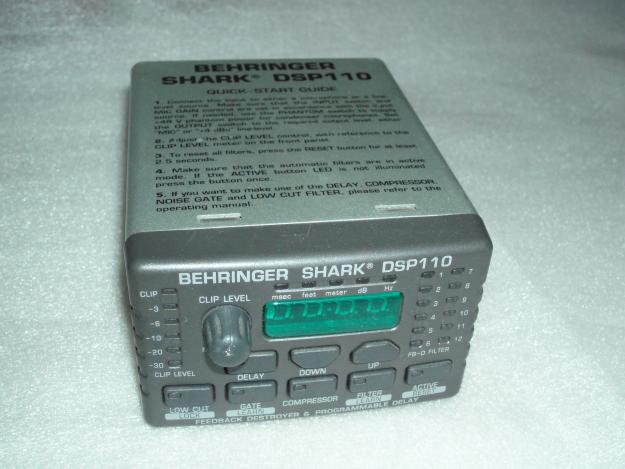 BEHRINGER
SHARK® DSP110
QUICK-START GUIDE
1. Connect the input to either a microphone or a line
level source. Make sure that the INPUT switch and
MIC GAIN control are set in accordance with the input
source. If needed, use the PHANTOM switch to supply
+48 V phantom power for condenser microphones. Set
the OUTPUT switch to the required output level, either
"MIC" or "+4 dBu" line level.
2. Adjust the CLIP LEVEL control, with reference to the
CLIP LEVEL meter on the front panel.
3. To reset all filters, press the RESET button for at least
2.5 seconds.
4. Make sure that the automatic filters are in active
mode. If the ACTIVE button LED is not illuminated
press the button once.
5. If you want to make use of the DELAY, COMPRESSOR,
NOISE GATE and LOW CUT FILTER, please refer to the
operating manual.
BEHRINGER SHARK® DSP110
msec feet meter dB Hz
CLIP
-3
-6
-10
-20
-30
CLIP LEVEL
CLIP LEVEL
1 7
2 8
3 9
4 10
5 11
6 12
FB-D FILTER
DELAY DOWN UP
LOW CUT GATE COMPRESSOR FILTER ACTIVE
LOCK LEARN LEARN RESET
FEEDBACK DESTROYER & PROGRAMMABLE DELAY